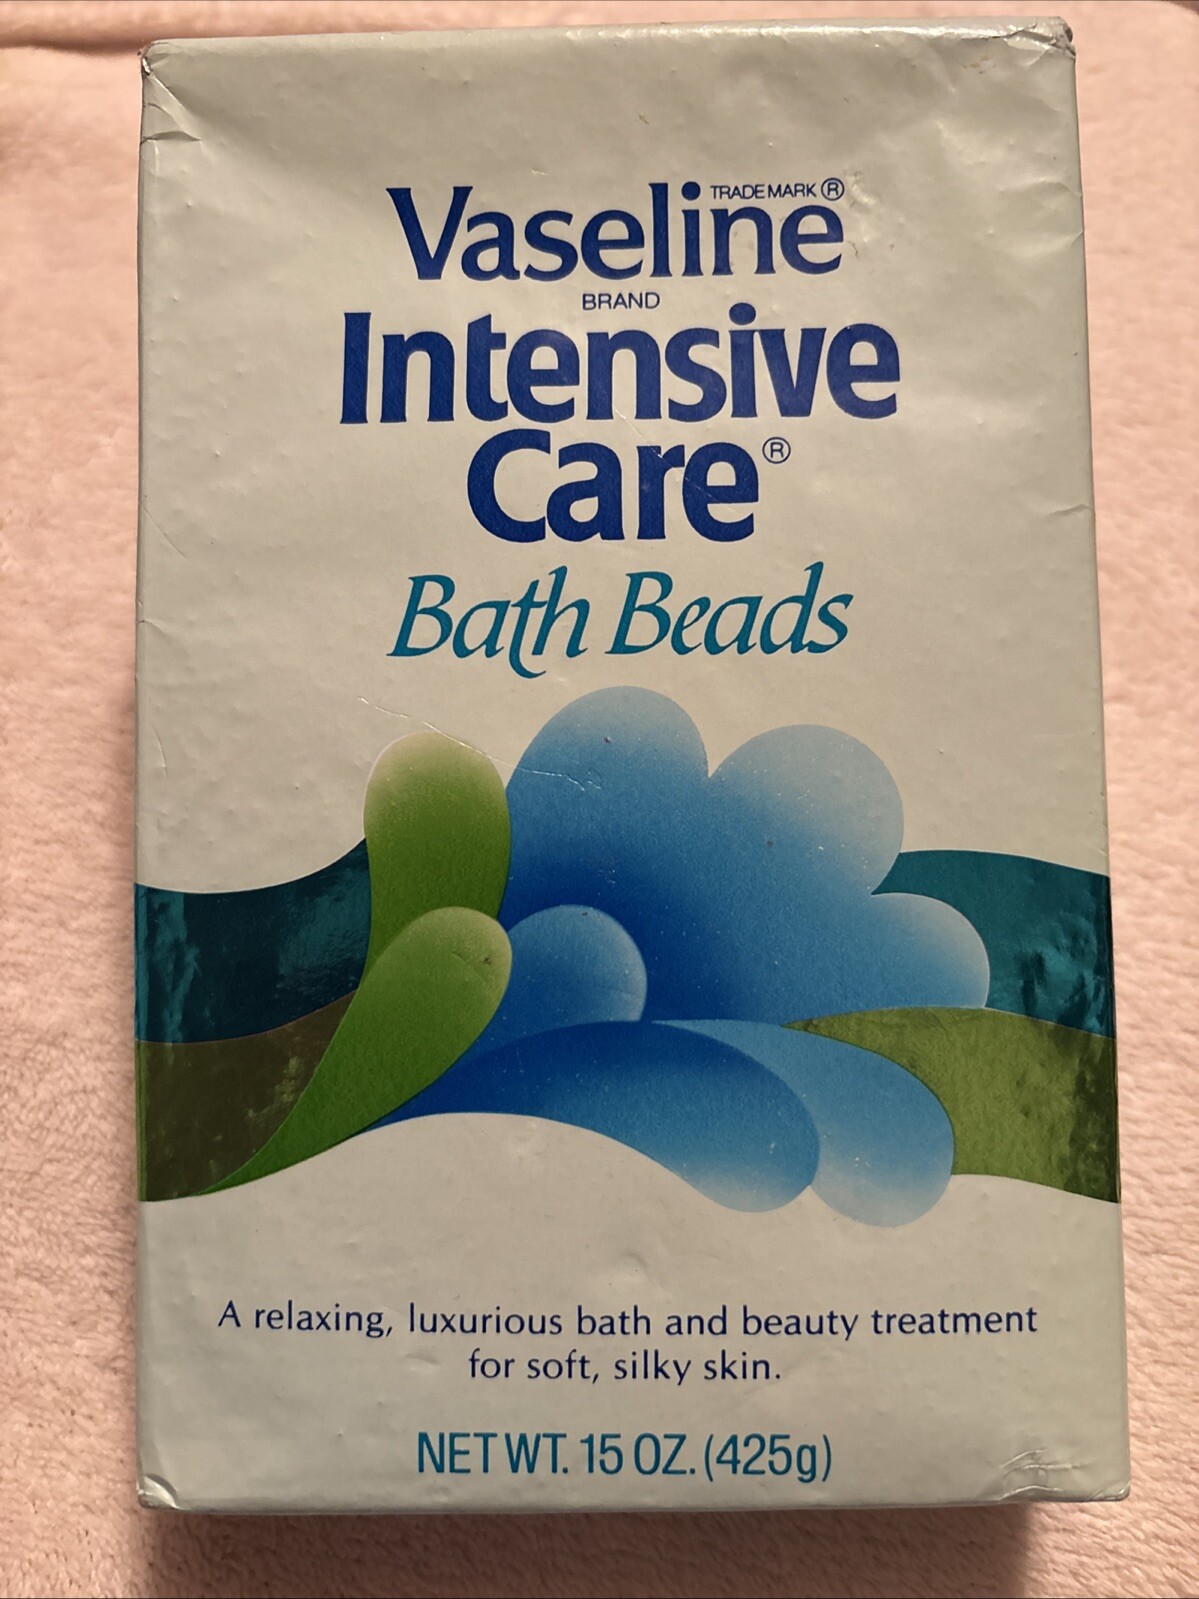 Vaseline TRADE MARK ®
BRAND
Intensive
Care®
Bath Beads
A relaxing, luxurious bath and beauty treatment
for soft, silky skin.
NET WT. 15 OZ. (425g)